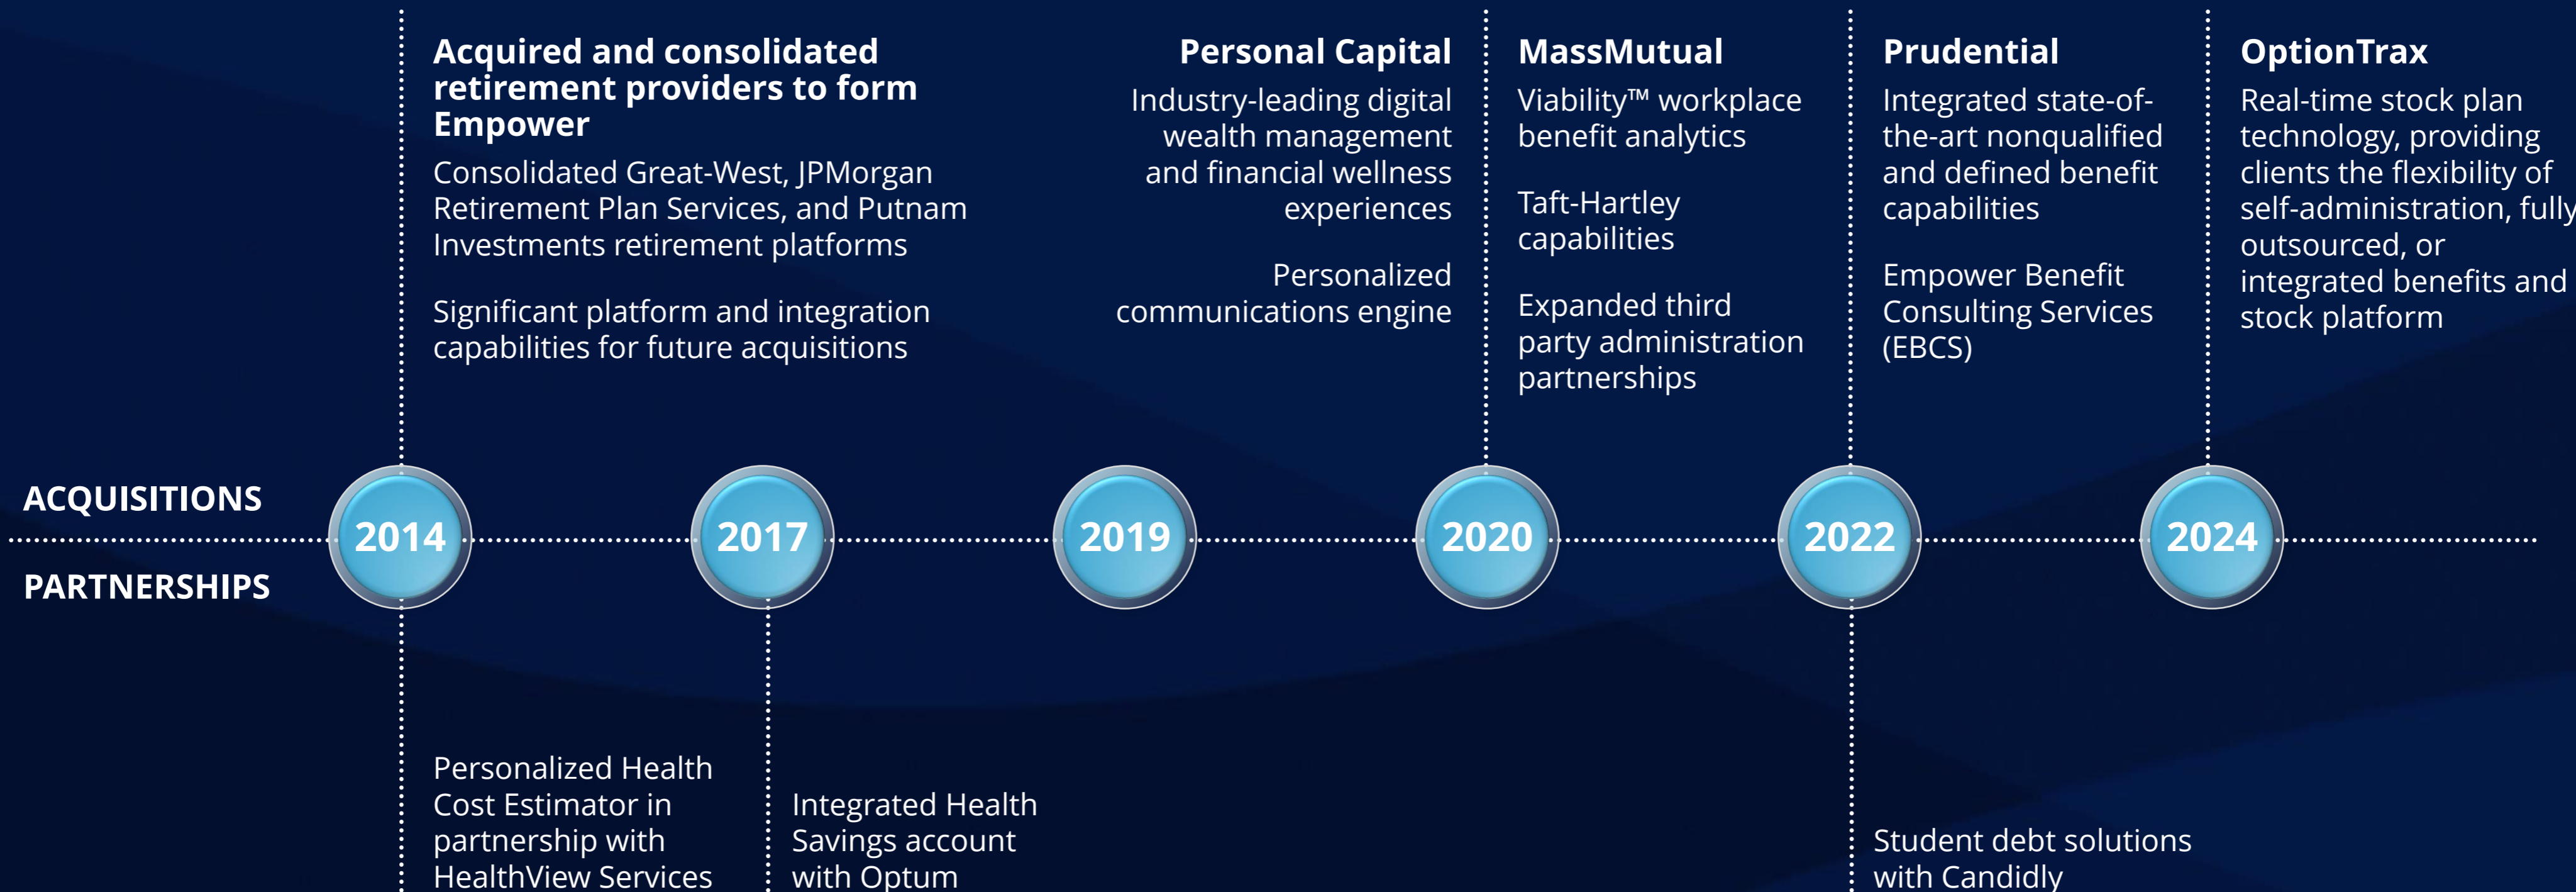 Acquired and consolidated
retirement providers to form
Empower
Consolidated Great-West, JPMorgan
Retirement Plan Services, and Putnam
Investments retirement platforms
Significant platform and integration
capabilities for future acquisitions
Personal Capital
Industry-leading digital
wealth management
and financial wellness
experiences
Personalized
communications engine
MassMutual
Viability™ workplace
benefit analytics
Taft-Hartley
capabilities
Expanded third
party administration
partnerships
Prudential
Integrated state-of-
the-art nonqualified
and defined benefit
capabilities
Empower Benefit
Consulting Services
(EBCS)
OptionTrax
Real-time stock plan
technology, providing
clients the flexibility of
self-administration, fully
outsourced, or
integrated benefits and
stock platform
ACQUISITIONS
2014
2017
2019
2020
2022
2024
PARTNERSHIPS
Personalized Health
Cost Estimator in
partnership with
HealthView Services
Integrated Health
Savings account
with Optum
Student debt solutions
with Candidly